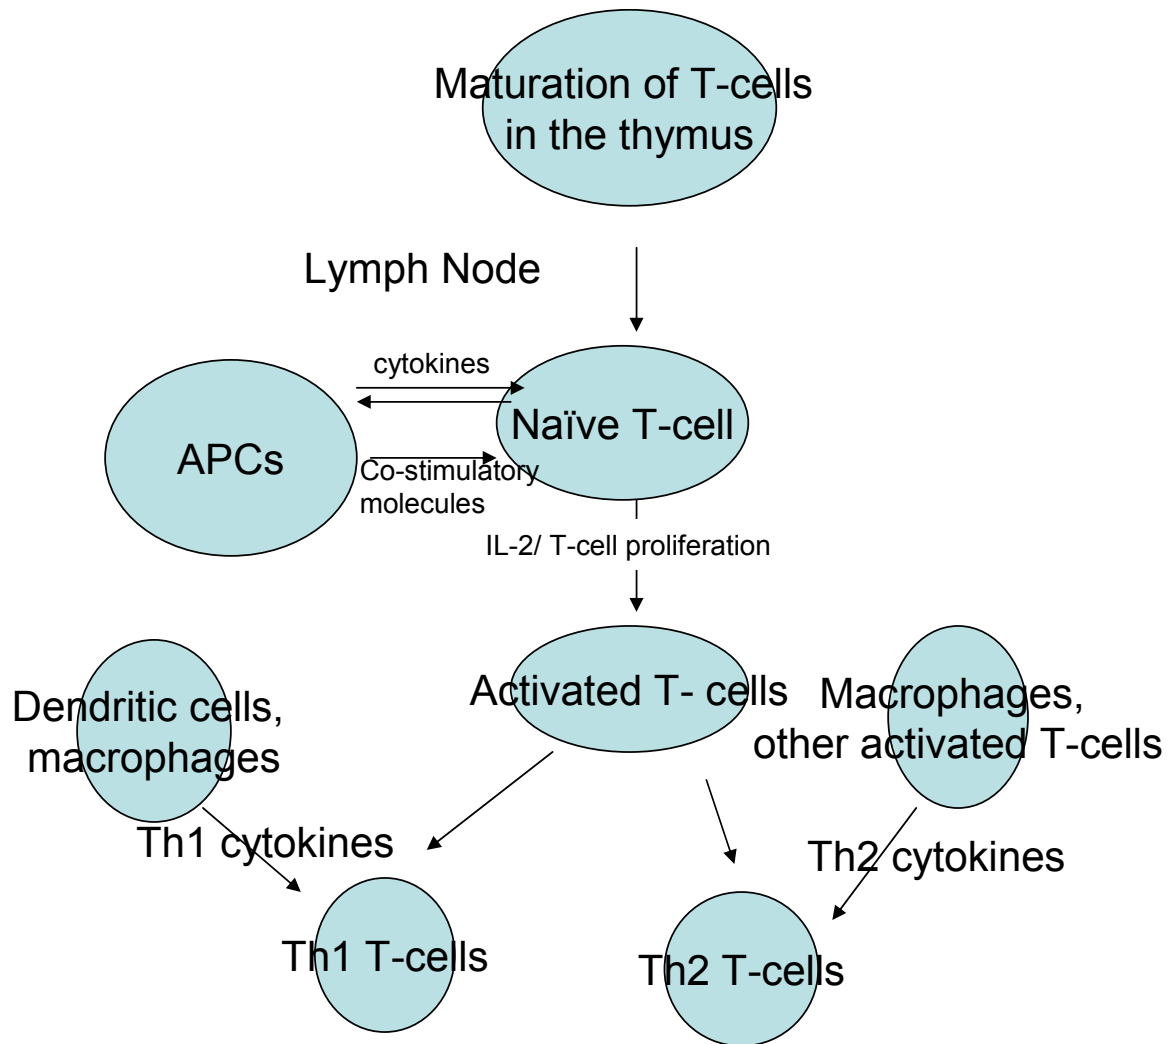 Maturation of T-cells
in the thymus
Lymph Node
cytokines
Naïve T-cell
APCs
Co-stimulatory
molecules
IL-2/ T-cell proliferation
Activated T- cells
Dendritic cells,
macrophages
Macrophages,
other activated T-cells
Th1 cytokines
Th2 cytokines
Th1 T-cells
Th2 T-cells